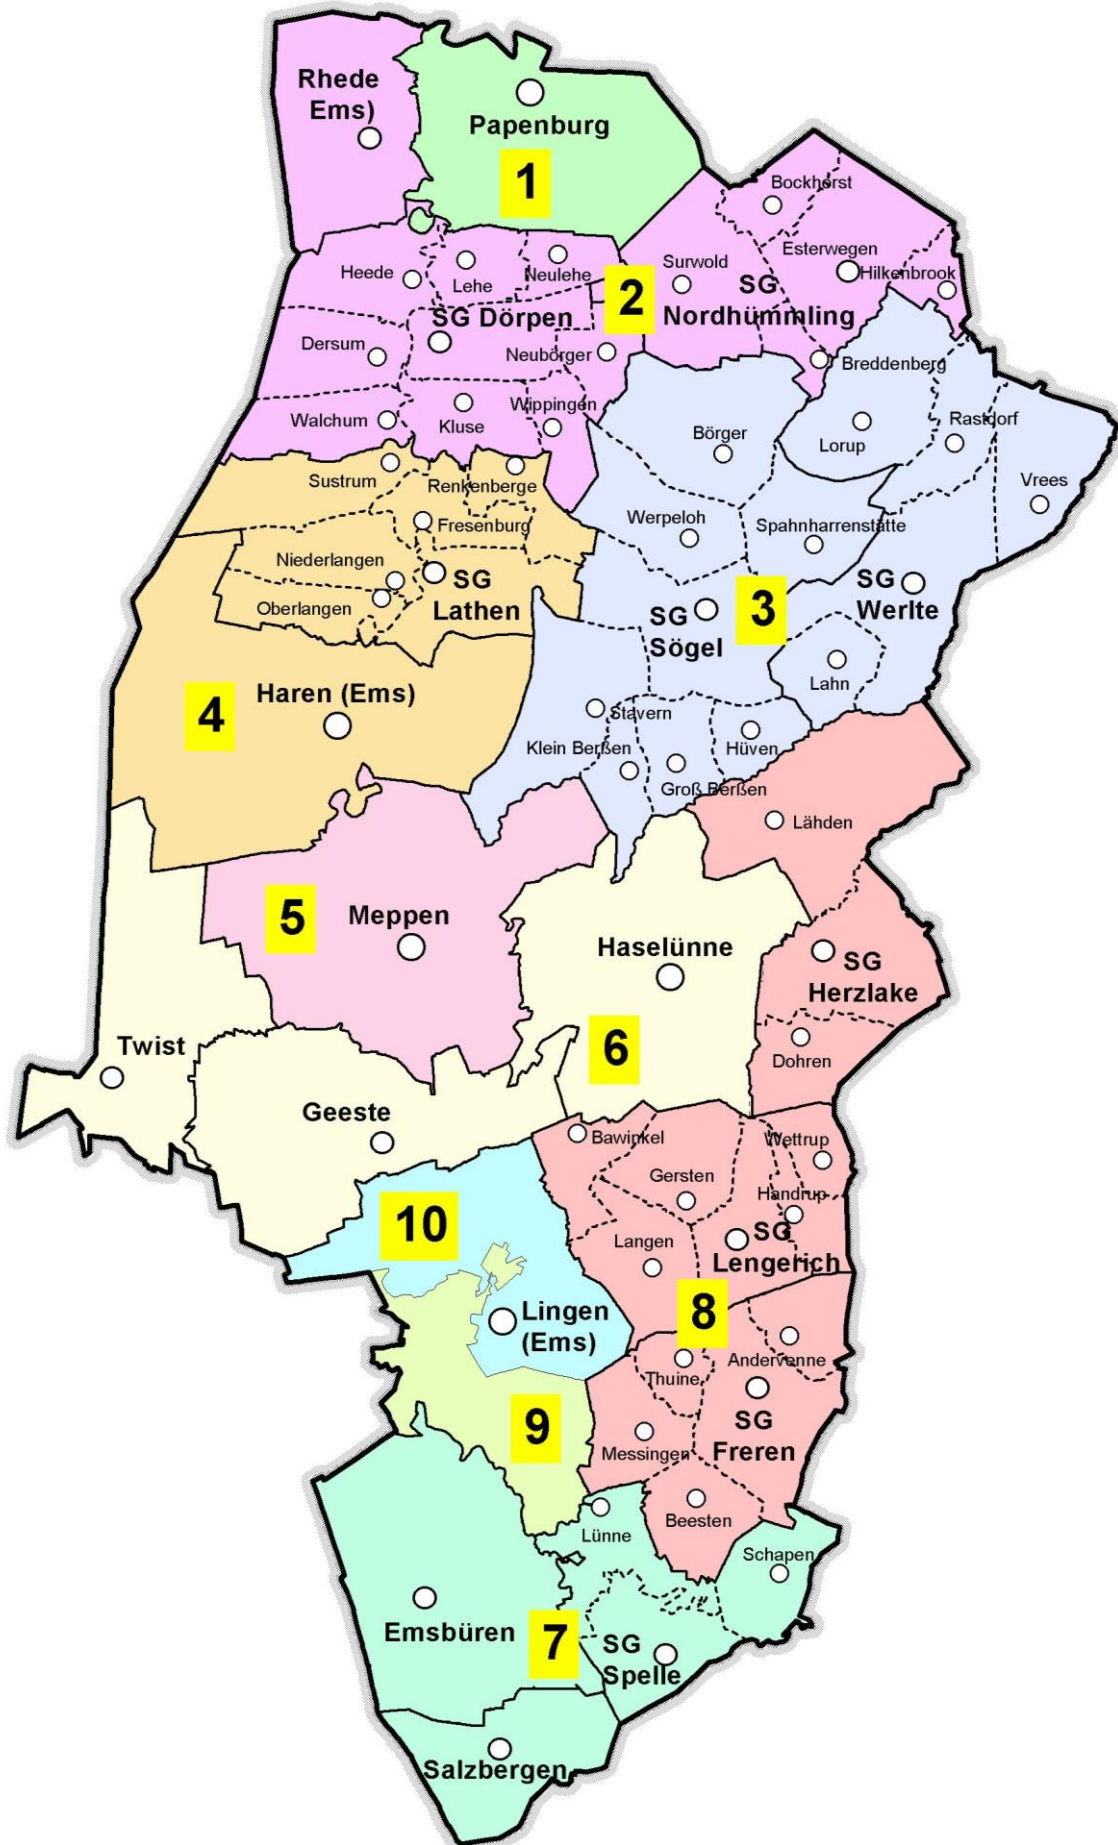 Rhede
Ems)
Papenburg
1
Bockhorst
Esterwegen
Hilkenbrook
Surwold
SG
Nordhümmling
2
Heede
Lehe
Neulehe
SG Dörpen
Dersum
Neubörger
Breddenberg
Walchum
Kluse
Wippingen
Börger
Lorup
Rastdorf
Vrees
Sustrum
Renkenberge
Fresenburg
Werpeloh
Spahnharrenstätte
Niederlangen
Oberlangen
SG
Lathen
SG
Sögel
3
SG
Werlte
Lahn
4
Haren (Ems)
Stavern
Klein Berßen
Hüven
Groß Berßen
Lähden
5
Meppen
Haselünne
SG
Herzlake
6
Dohren
Twist
Geeste
Bawinkel
Wettrup
Gersten
Handrup
10
Langen
SG
Lengerich
8
Lingen
(Ems)
Thuine
Andervenne
9
SG
Freren
Messingen
Beesten
Lünne
Schapen
Emsbüren
7
SG
Spelle
Salzbergen